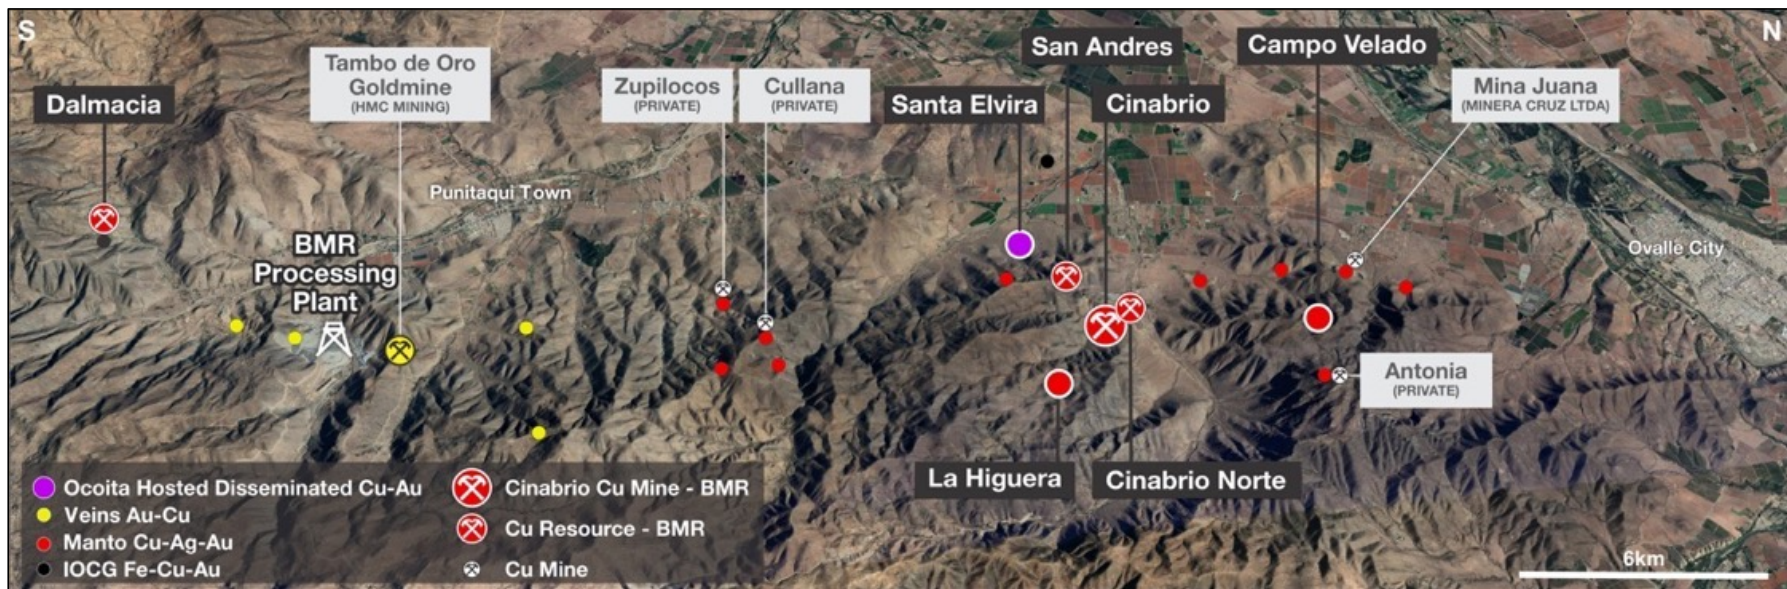 S
N
Dalmacia
Tambo de Oro
Goldmine
(HMC MINING)
Zupilocos
(PRIVATE)
Cullana
(PRIVATE)
Santa Elvira
San Andres
Cinabrio
Campo Velado
Mina Juana
(MINERA CRUZ LTDA)
Punitaqui Town
BMR
Processing
Plant
Ovalle City
Antonia
(PRIVATE)
La Higuera
Cinabrio Norte
Ocoita Hosted Disseminated Cu-Au
Veins Au-Cu
Manto Cu-Ag-Au
IOCG Fe-Cu-Au
Cinabrio Cu Mine - BMR
Cu Resource - BMR
Cu Mine
6km